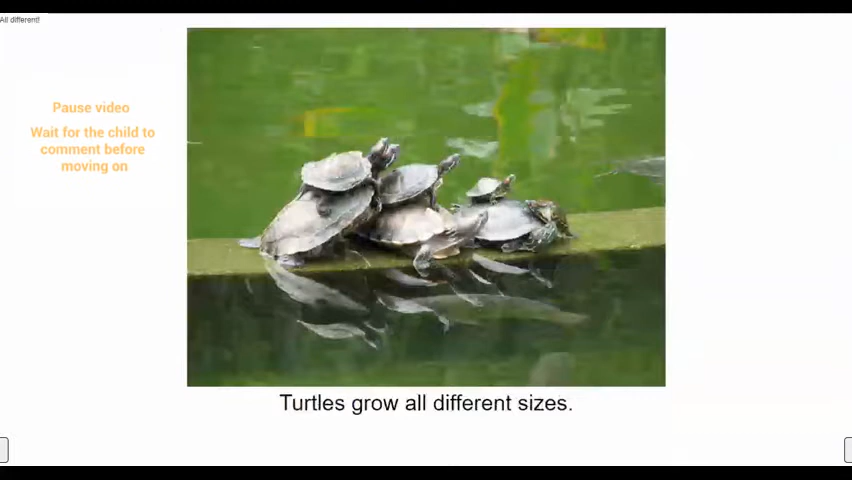 All different!
Pause video
Wait for the child to
comment before
moving on
Turtles grow all different sizes.